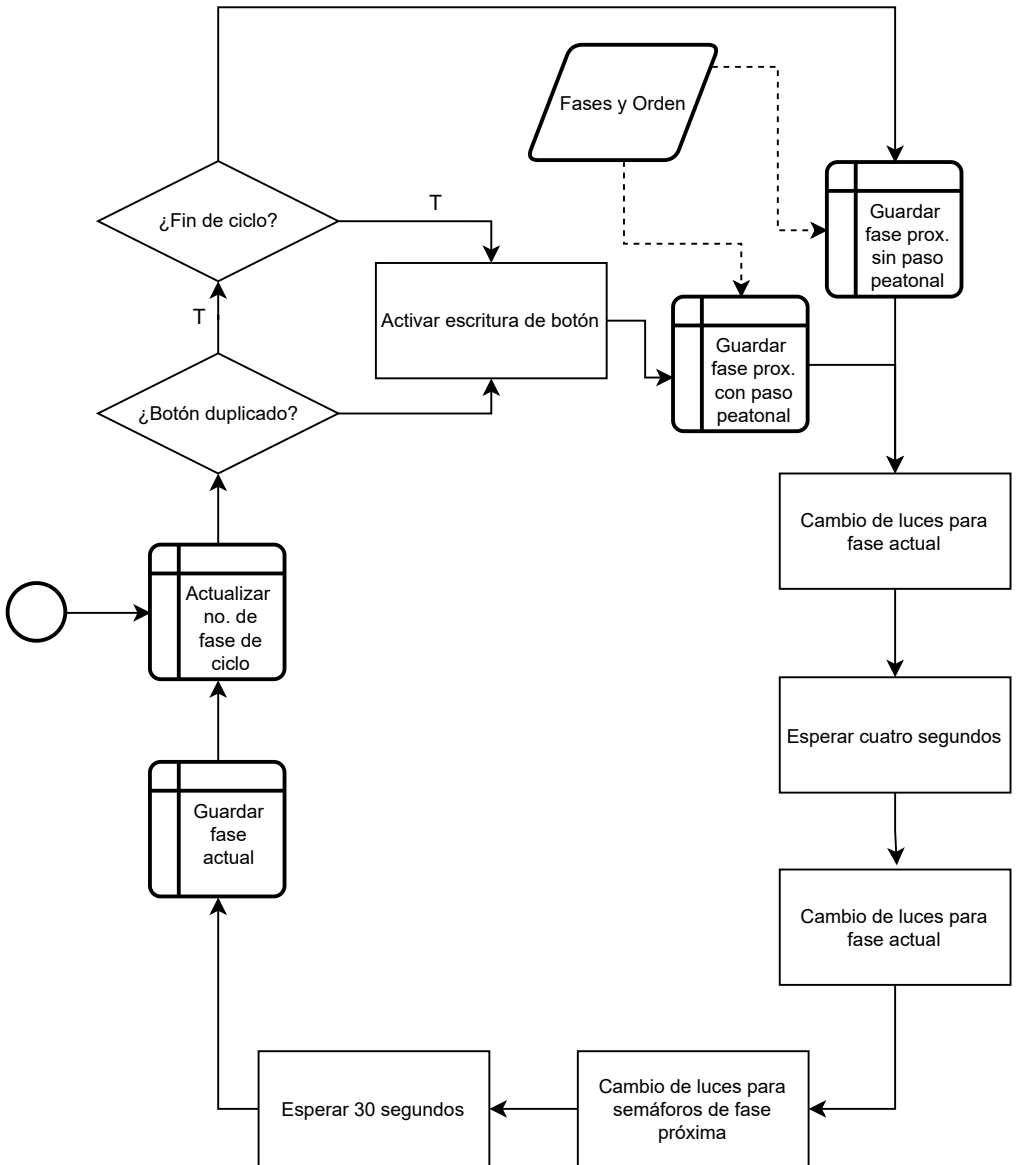 Fases y Orden
¿Fin de ciclo?
T
Guardar
fase prox.
sin paso
peatonal
Activar escritura de botón
T
Guardar
fase prox.
con paso
peatonal
¿Botón duplicado?
Cambio de luces para
fase actual
Actualizar
no. de
fase de
ciclo
Esperar cuatro segundos
Guardar
fase
actual
Cambio de luces para
fase actual
Esperar 30 segundos
Cambio de luces para
semáforos de fase
próxima